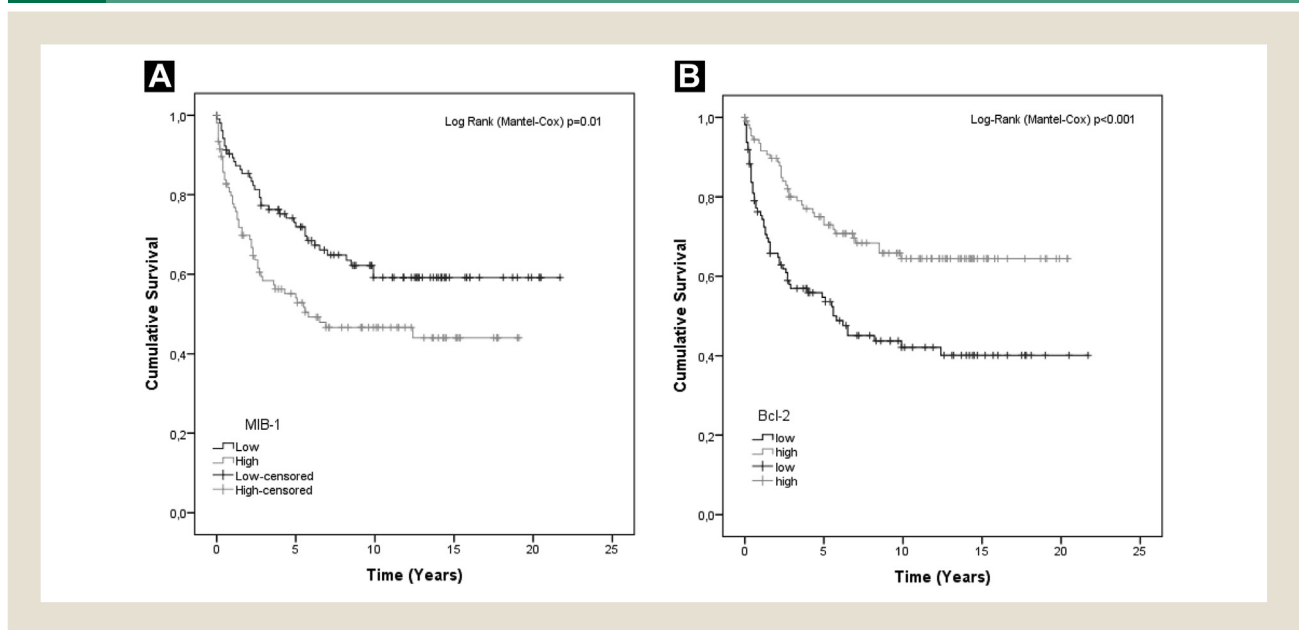 A
Log Rank (Mantel-Cox) p=0.01
Cumulative Survival
1,0
0,8
0,6
0,4
0,2
0,0
MIB-1
Low
High
Low-censored
High-censored
0 5 10 15 20 25
Time (Years)
B
Log-Rank (Mantel-Cox) p<0.001
Cumulative Survival
1,0
0,8
0,6
0,4
0,2
0,0
Bcl-2
low
high
low
high
0 5 10 15 20 25
Time (Years)